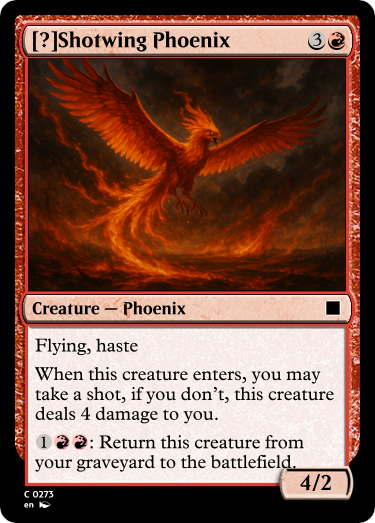 [?]Shotwing Phoenix 3
Creature — Phoenix
Flying, haste
When this creature enters, you may
take a shot, if you don't, this creature
deals 4 damage to you.
1: Return this creature from
your graveyard to the battlefield.
4/2
C 0273
en